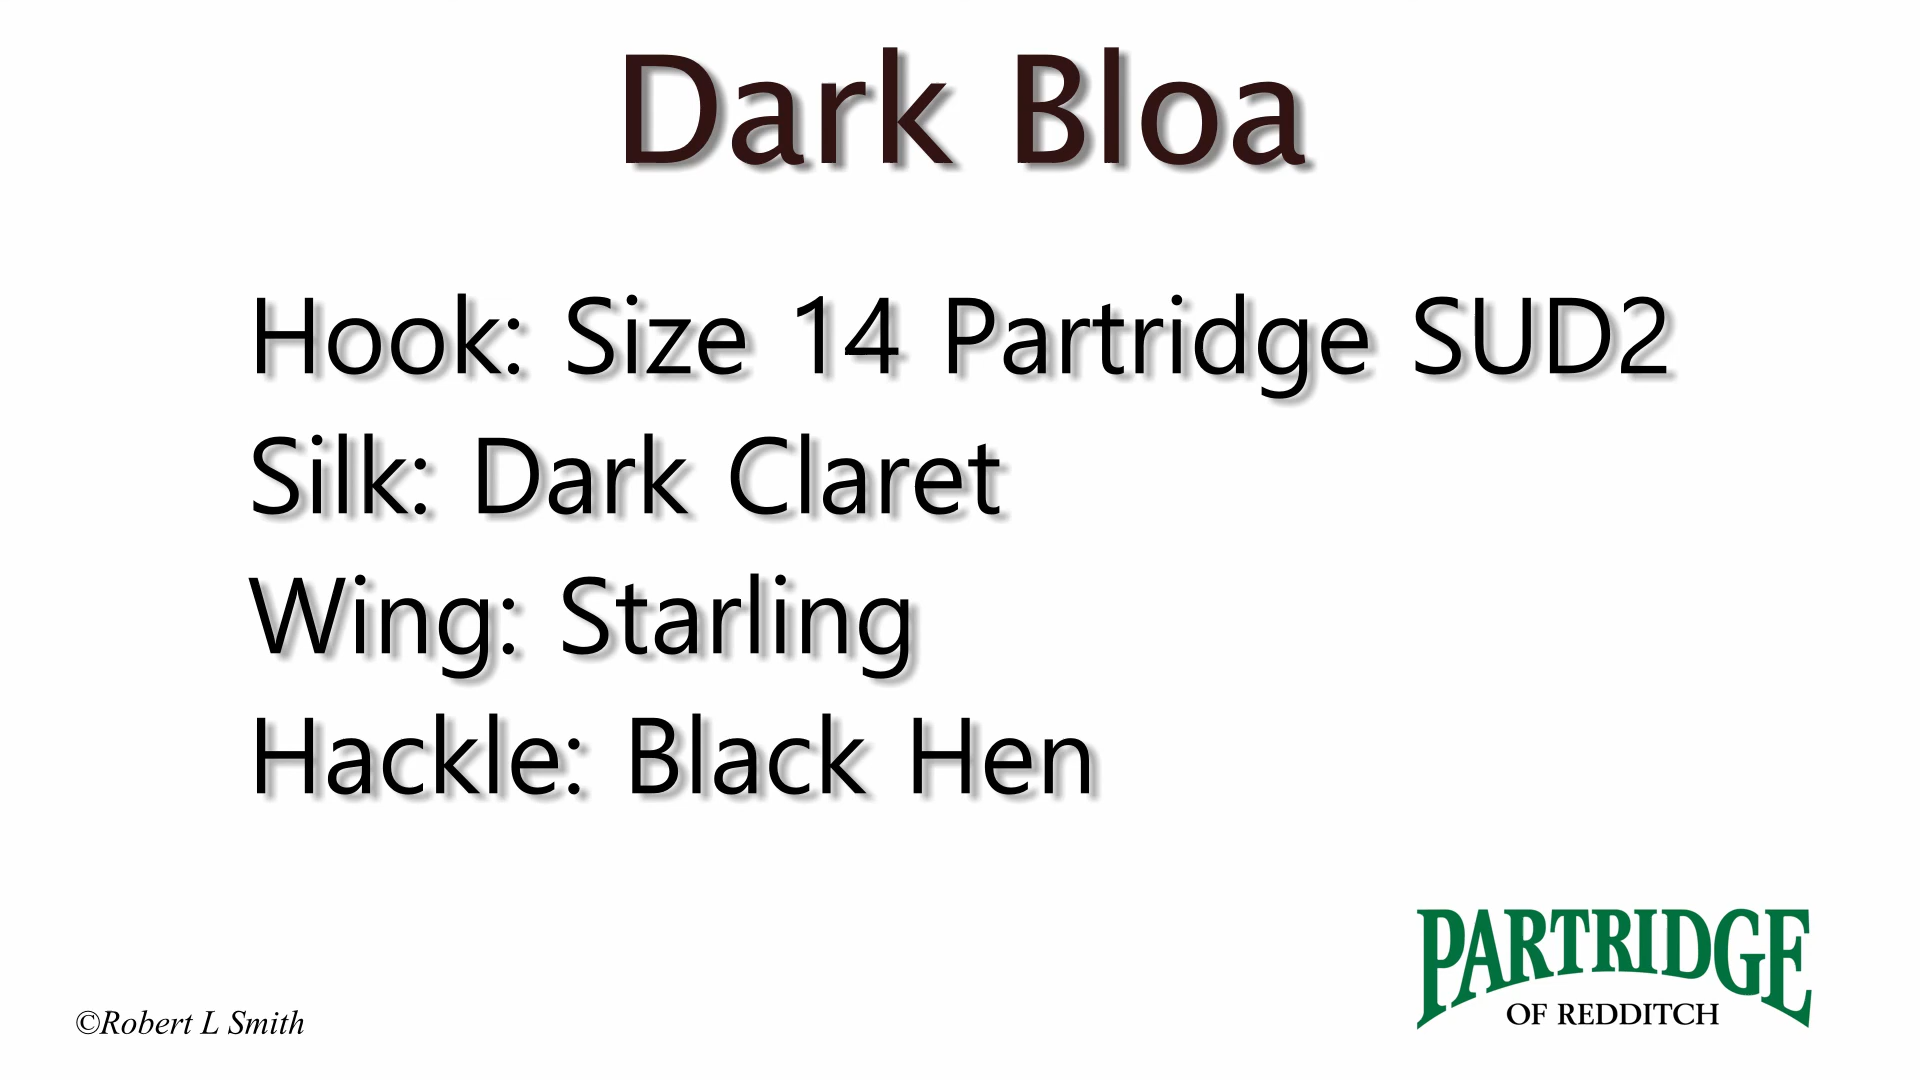 Dark Bloa
Hook: Size 14 Partridge SUD2
Silk: Dark Claret
Wing: Starling
Hackle: Black Hen
PARTRIDGE
OF REDDITCH
©Robert L Smith